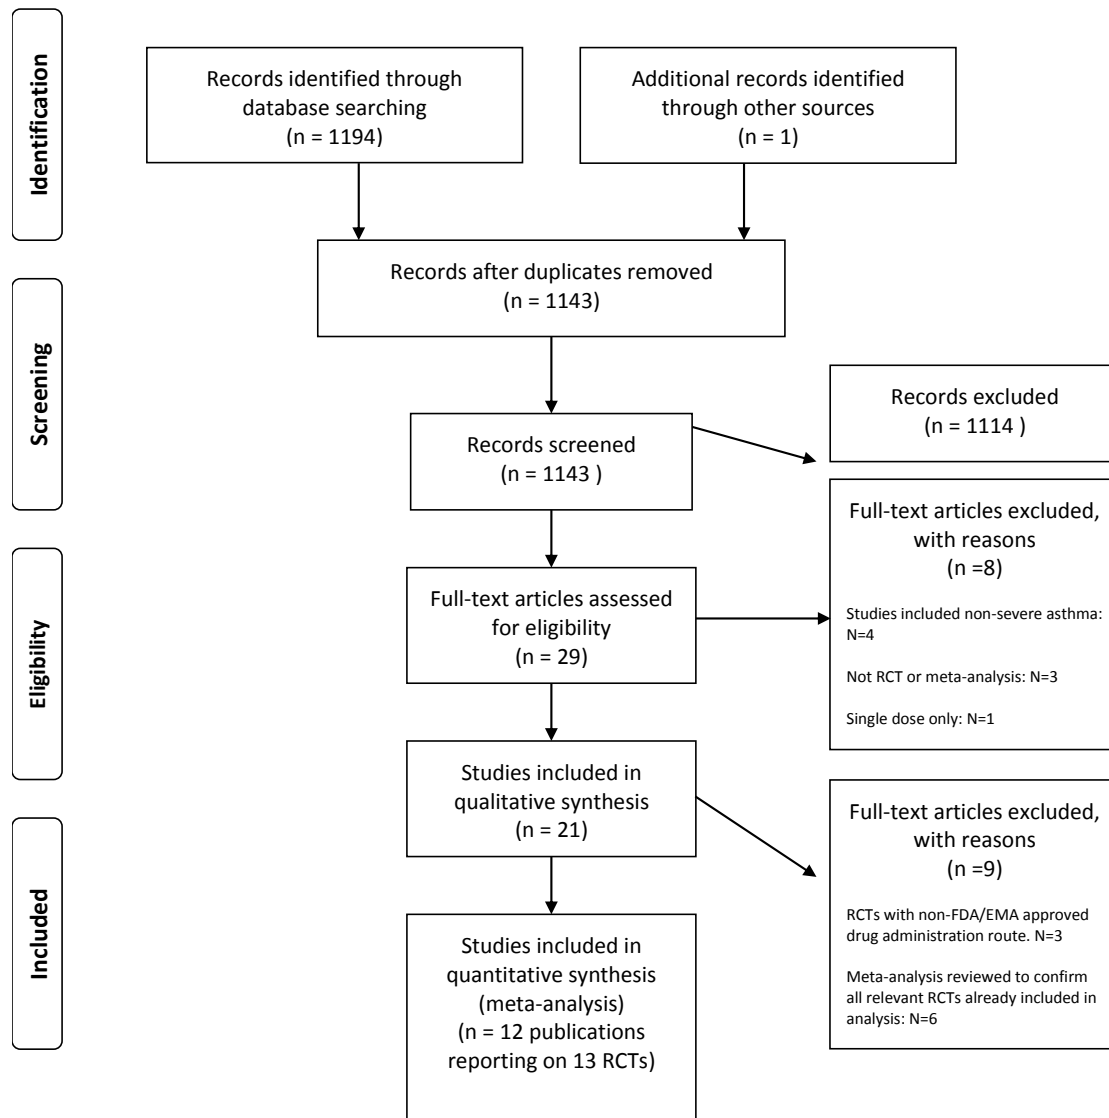 Identification
Records identified through
database searching
(n = 1194)
Additional records identified
through other sources
(n = 1)
Records after duplicates removed
(n = 1143)
Screening
Records screened
(n = 1143 )
Records excluded
(n = 1114 )
Eligibility
Full-text articles assessed
for eligibility
(n = 29)
Full-text articles excluded,
with reasons
(n =8)
Studies included non-severe asthma:
N=4
Not RCT or meta-analysis: N=3
Single dose only: N=1
Studies included in
qualitative synthesis
(n = 21)
Full-text articles excluded,
with reasons
(n =9)
RCTs with non-FDA/EMA approved
drug administration route. N=3
Meta-analysis reviewed to confirm
all relevant RCTs already included in
analysis: N=6
Included
Studies included in
quantitative synthesis
(meta-analysis)
(n = 12 publications
reporting on 13 RCTs)